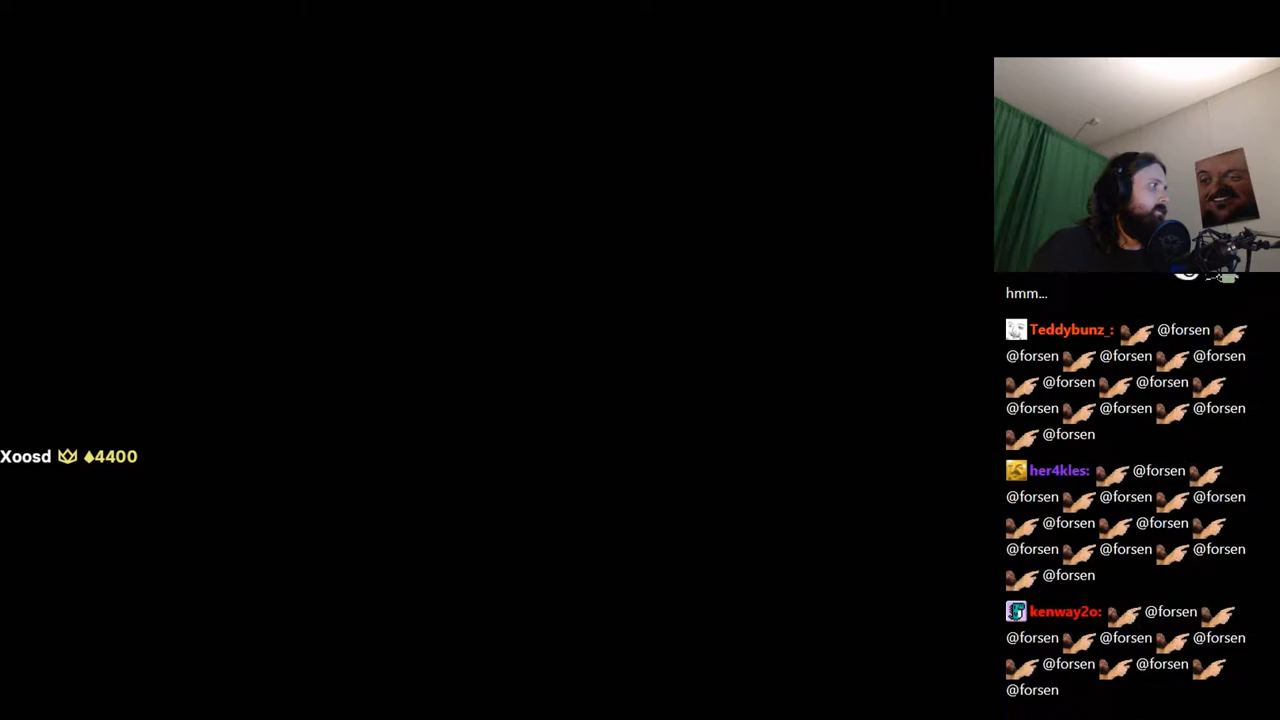 hmm...
Teddybunz_: @forsen
@forsen @forsen @forsen
@forsen @forsen
@forsen @forsen @forsen
@forsen
Xoosd 4400
her4kles: @forsen
@forsen @forsen @forsen
@forsen @forsen
@forsen @forsen @forsen
@forsen
kenway2o: @forsen
@forsen @forsen @forsen
@forsen @forsen
@forsen